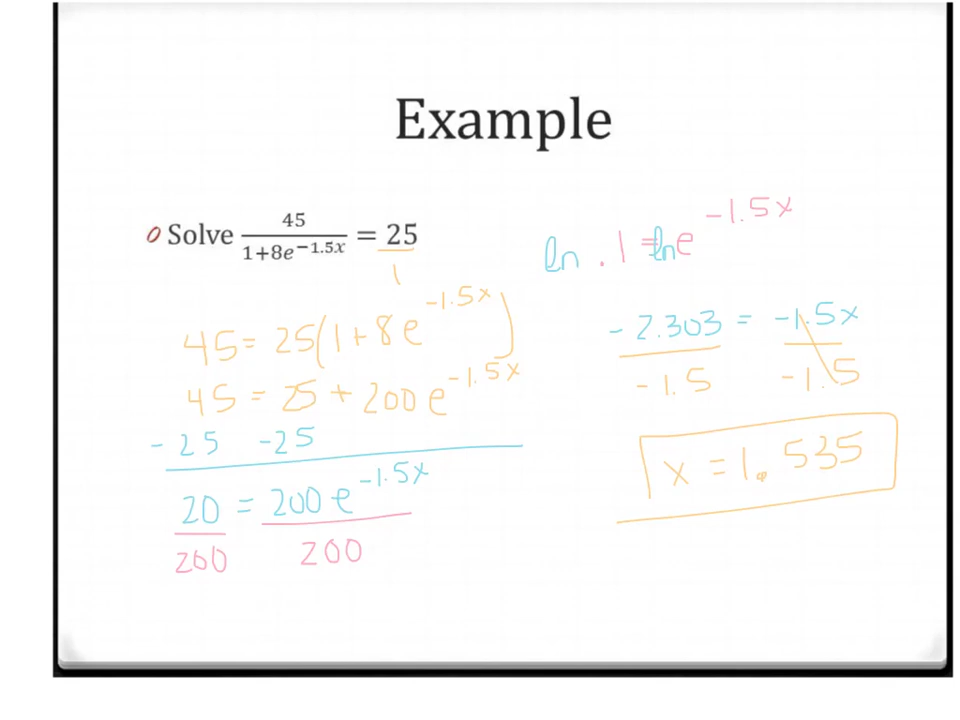 Example
Solve 45/(1+8e^−1.5x) = 25
1
45 = 25(1 + 8e^-1.5x)
45 = 25 + 200e^-1.5x
-25 -25
20 = 200e^-1.5x
200 200
ln .1 = ln e^-1.5x
-2.303 = -1.5x
-1.5 -1.5
x = 1.535